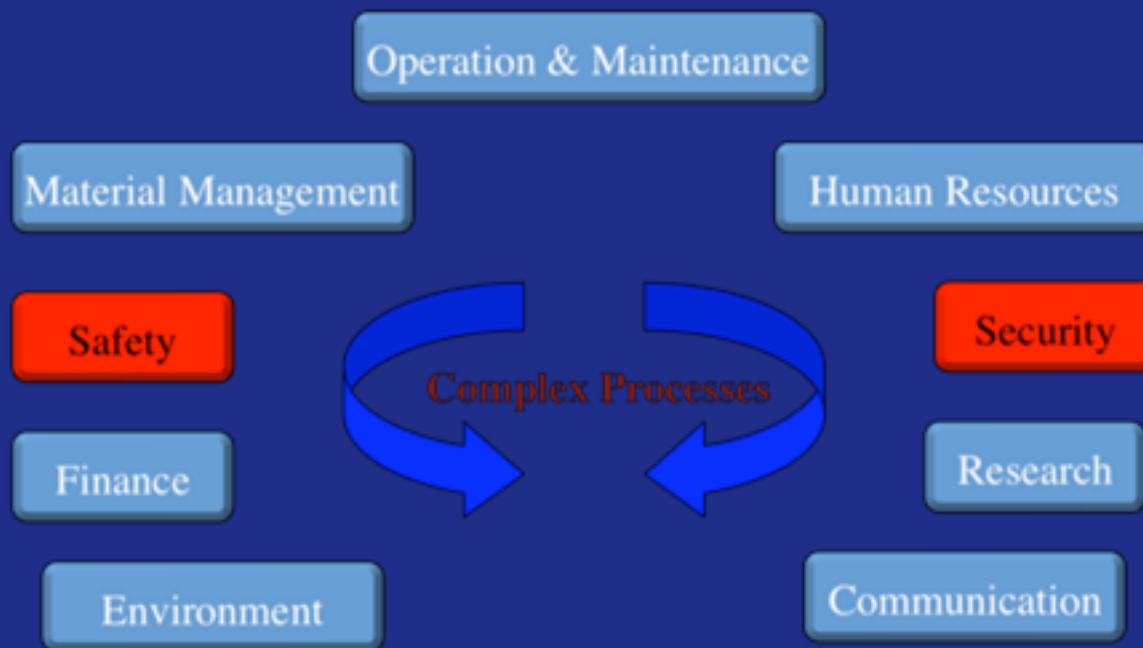 Operation & Maintenance
Material Management
Human Resources
Safety
Security
Complex Processes
Finance
Research
Environment
Communication